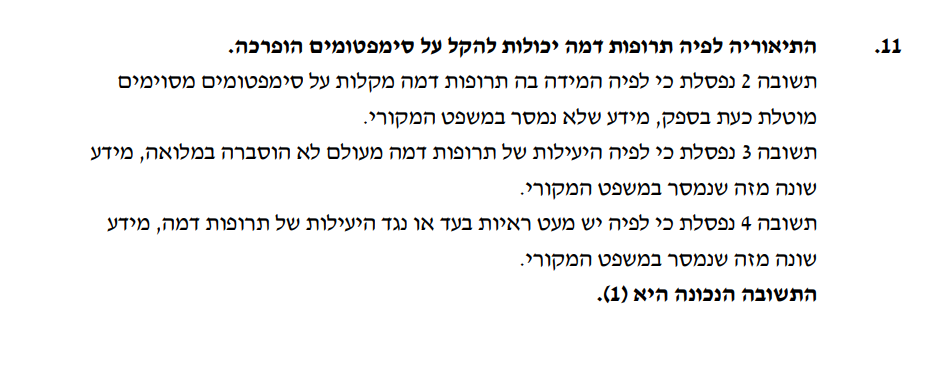 11. התיאוריה לפיה תרופות דמה יכולות להקל על סימפטומים הופרכה.
תשובה 2 נפסלת כי לפיה המידה בה תרופות דמה מקלות על סימפטומים מסוימים
מוטלת כעת בספק, מידע שלא נמסר במשפט המקורי.
תשובה 3 נפסלת כי לפיה היעילות של תרופות דמה מעולם לא הוסברה במלואה, מידע
שונה מזה שנמסר במשפט המקורי.
תשובה 4 נפסלת כי לפיה יש מעט ראיות בעד או נגד היעילות של תרופות דמה, מידע
שונה מזה שנמסר במשפט המקורי.
התשובה הנכונה היא (1).